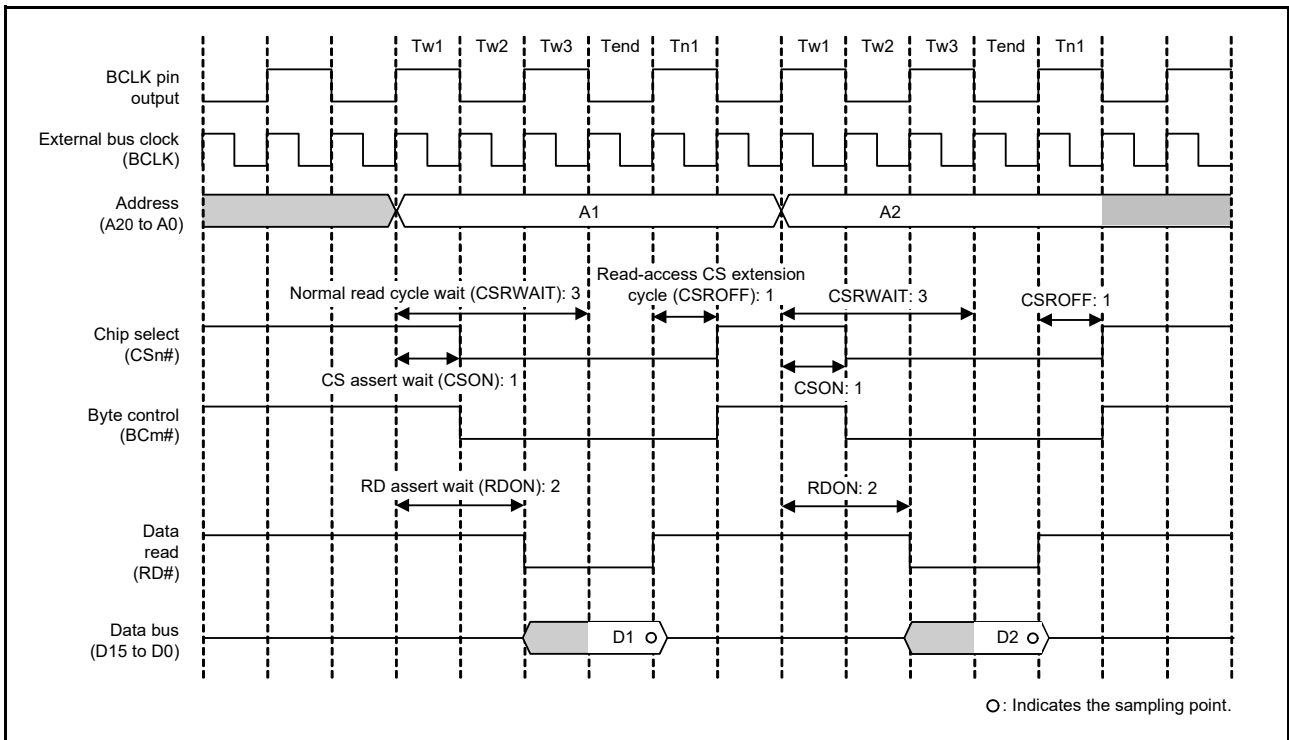 Tw1 Tw2 Tw3 Tend Tn1 Tw1 Tw2 Tw3 Tend Tn1
BCLK pin
output
External bus clock
(BCLK)
Address
(A20 to A0)
A1 A2
Normal read cycle wait (CSRWAIT): 3
Read-access CS extension
cycle (CSROFF): 1
CSRWAIT: 3
CSROFF: 1
Chip select
(CSn#)
CS assert wait (CSON): 1
CSON: 1
Byte control
(BCm#)
RD assert wait (RDON): 2
RDON: 2
Data
read
(RD#)
Data bus
(D15 to D0)
D1 D2
: Indicates the sampling point.